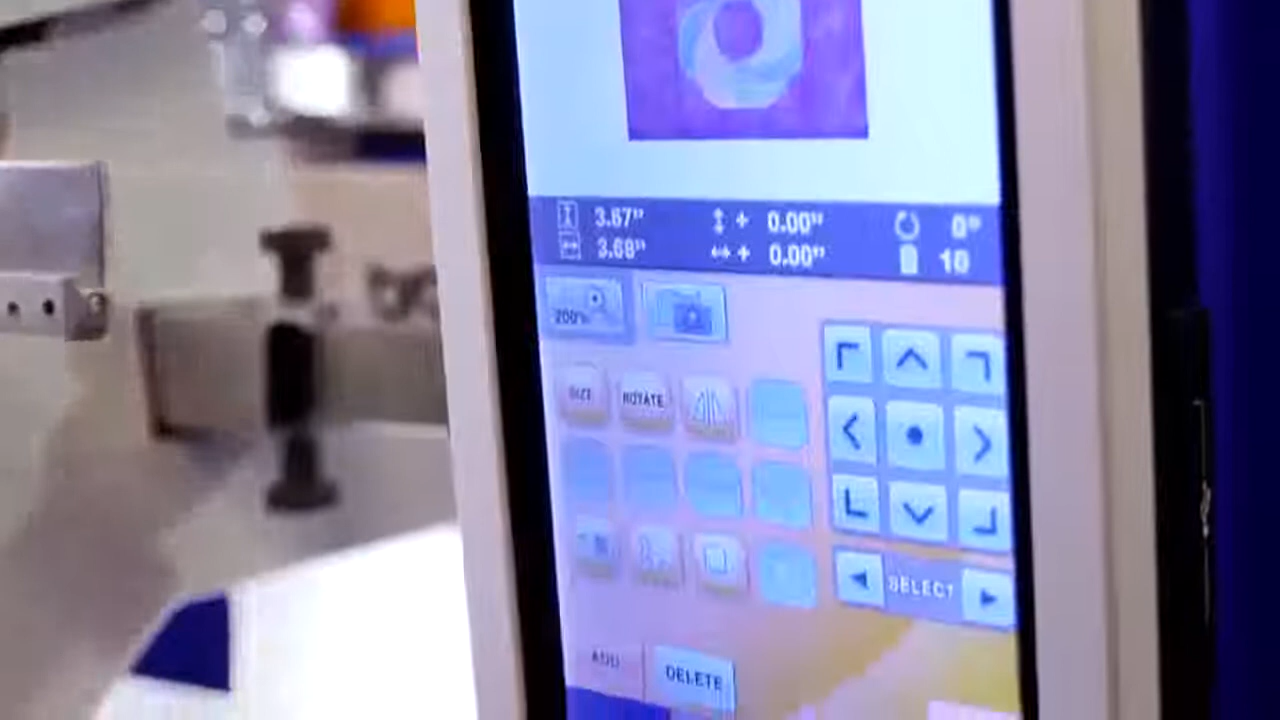 3.67" + 0.00" 0°
3.68" + 0.00" 10
200%
SIZE ROTATE
SELECT
ADD DELETE